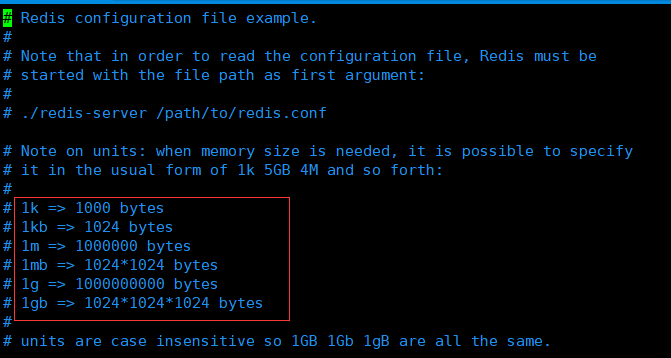 # Redis configuration file example.
#
# Note that in order to read the configuration file, Redis must be
# started with the file path as first argument:
#
# ./redis-server /path/to/redis.conf

# Note on units: when memory size is needed, it is possible to specify
# it in the usual form of 1k 5GB 4M and so forth:
#
# 1k => 1000 bytes
# 1kb => 1024 bytes
# 1m => 1000000 bytes
# 1mb => 1024*1024 bytes
# 1g => 1000000000 bytes
# 1gb => 1024*1024*1024 bytes
#
# units are case insensitive so 1GB 1Gb 1gB are all the same.